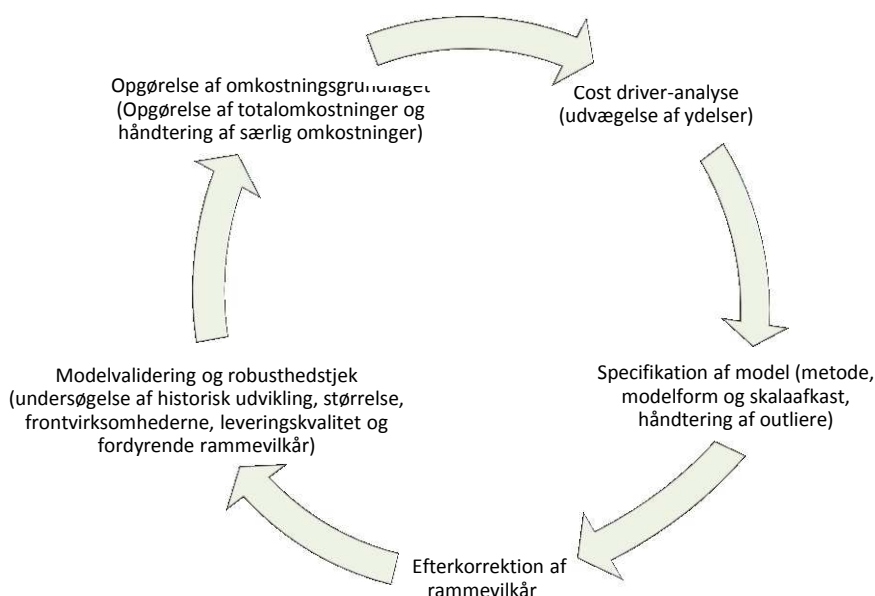 Opgørelse af omkostningsgrundlaget
(Opgørelse af totalomkostninger og
håndtering af særlig omkostninger)
Cost driver-analyse
(udvægelse af ydelser)
Specifikation af model (metode,
modelform og skalaafkast,
håndtering af outliere)
Efterkorrektion af
rammevilkår
Modelvalidering og robusthedstjek
(undersøgelse af historisk udvikling, størrelse,
frontvirksomhederne, leveringskvalitet og
fordyrende rammevilkår)